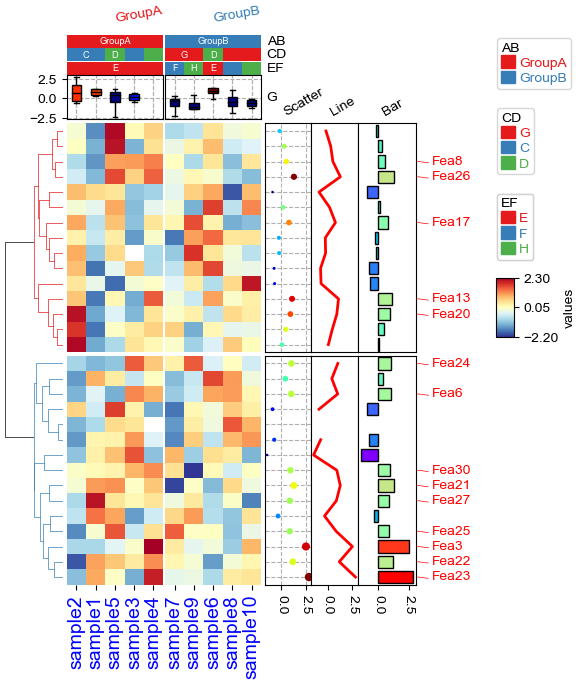 GroupA GroupB
GroupA GroupB AB
C D G D CD
E F H E EF
2.5
0.0 G
−2.5
Scatter Line Bar
Fea8
Fea26
Fea17
Fea13
Fea20
Fea24
Fea6
Fea30
Fea21
Fea27
Fea25
Fea3
Fea22
Fea23
0.0 2.5 0.0 2.5 0.0 2.5
sample2 sample1 sample5 sample3 sample4 sample7 sample9 sample6 sample8 sample10
AB
GroupA
GroupB
CD
G
C
D
EF
E
F
H
2.30
0.05
−2.20
values